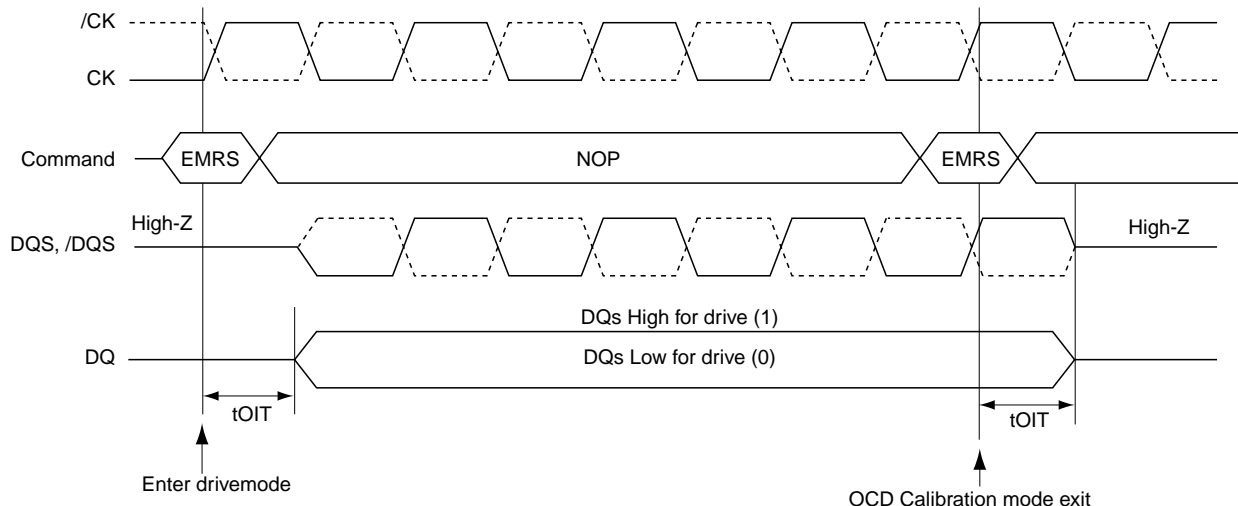 /CK
CK
Command
EMRS
NOP
EMRS
High-Z
DQS, /DQS
High-Z
DQs High for drive (1)
DQ
DQs Low for drive (0)
tOIT
tOIT
Enter drivemode
OCD Calibration mode exit